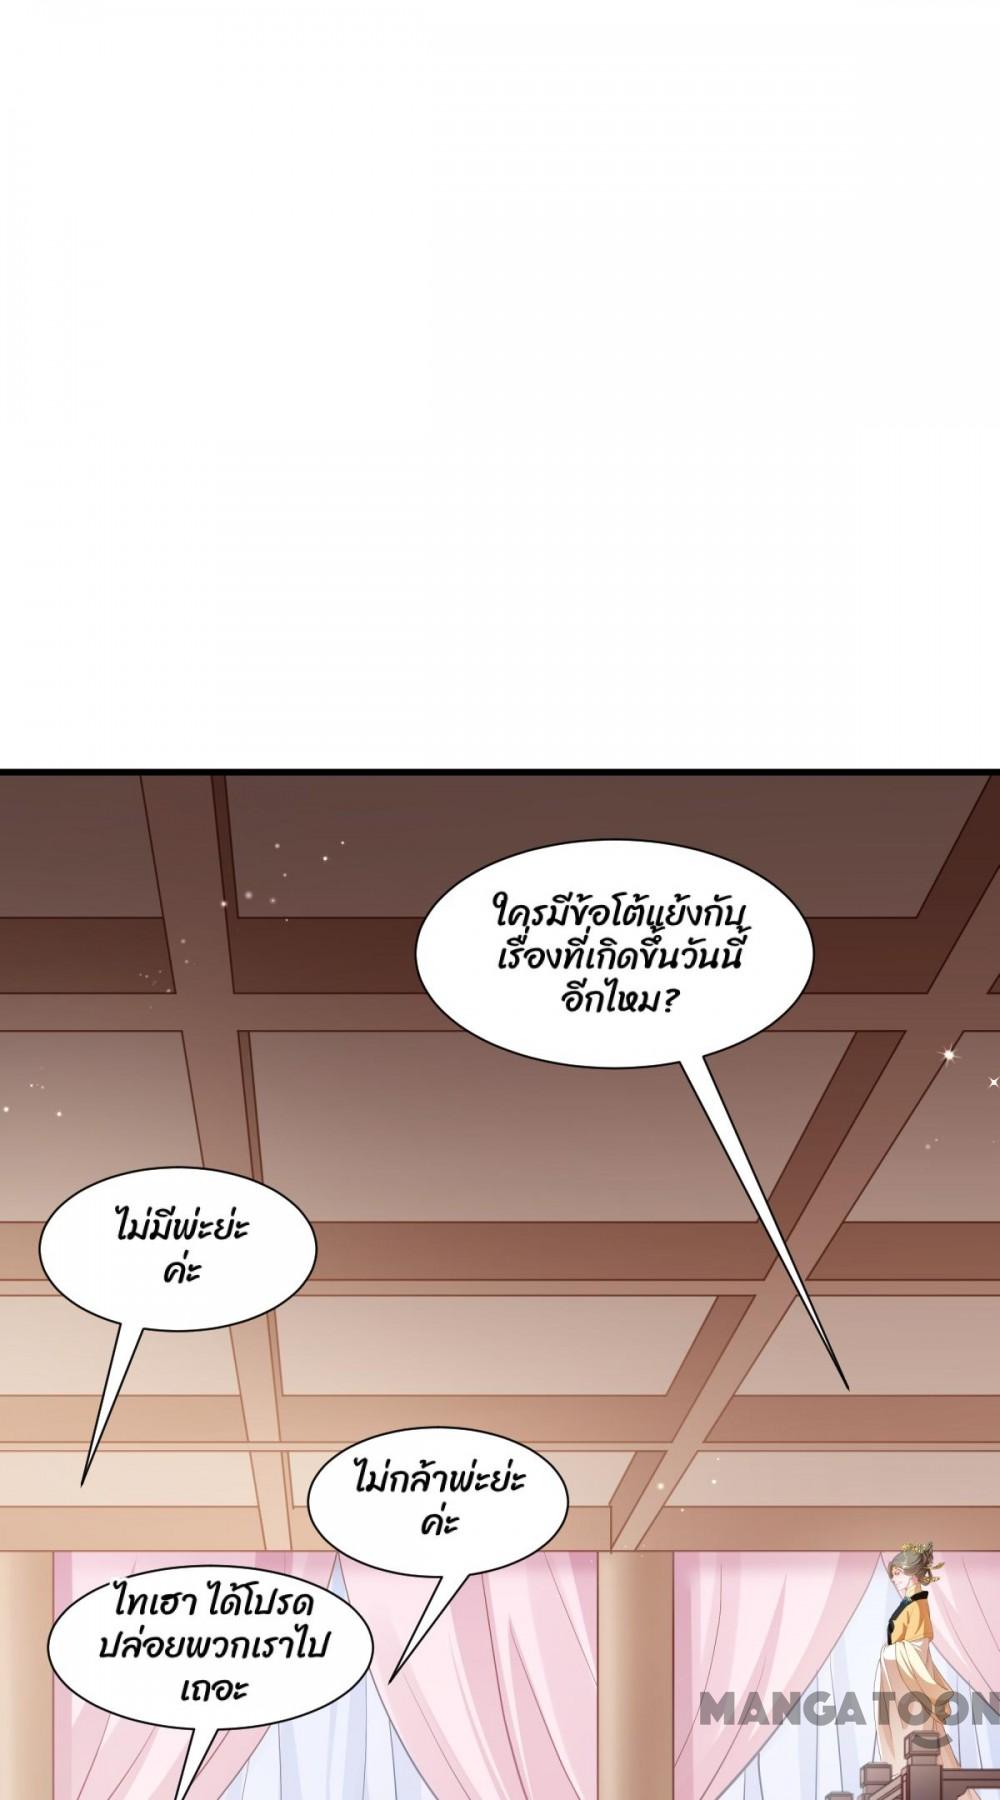 ใครมีข้อโต้แย้งกับ
เรื่องที่เกิดขึ้นวันนี้
อีกไหม?
ไม่มีพ่ะย่ะ
ค่ะ
ไม่กล้าพ่ะย่ะ
ค่ะ
ไทเฮา ได้โปรด
ปล่อยพวกเราไป
เถอะ
MANGATOON